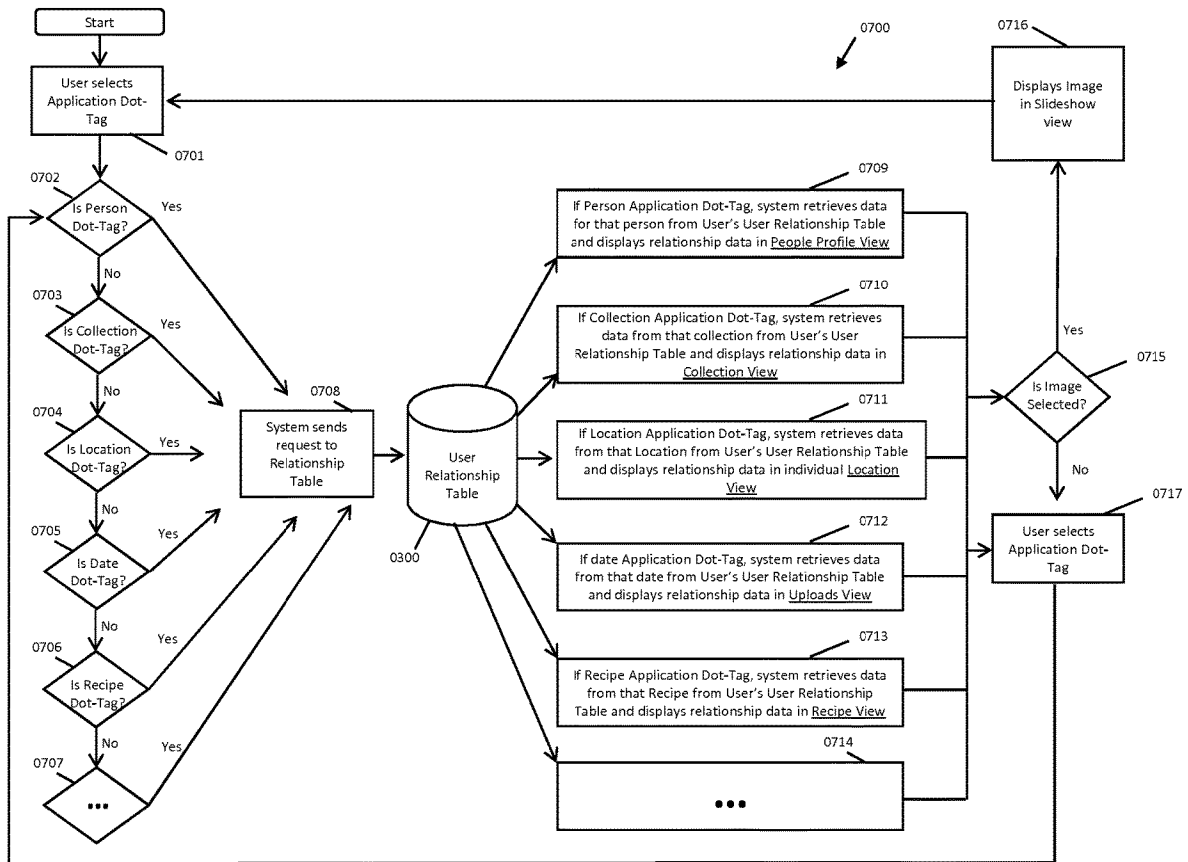 Start
0700
0716
User selects
Application Dot-
Tag
0701
Displays Image
in Slideshow
view
0702
Is Person
Dot-Tag?
Yes
No
0703
Is Collection
Dot-Tag?
Yes
No
0704
Is Location
Dot-Tag?
Yes
No
0705
Is Date
Dot-Tag?
Yes
No
0706
Is Recipe
Dot-Tag?
Yes
No
0707
...
Yes
0708
System sends
request to
Relationship
Table
User
Relationship
Table
0300
0709
If Person Application Dot-Tag, system retrieves data
for that person from User's User Relationship Table
and displays relationship data in People Profile View
0710
If Collection Application Dot-Tag, system retrieves
data from that collection from User's User
Relationship Table and displays relationship data in
Collection View
0711
If Location Application Dot-Tag, system retrieves data
from that Location from User's User Relationship Table
and displays relationship data in individual Location
View
0712
If date Application Dot-Tag, system retrieves data
from that date from User's User Relationship Table
and displays relationship data in Uploads View
0713
If Recipe Application Dot-Tag, system retrieves data
from that Recipe from User's User Relationship
Table and displays relationship data in Recipe View
0714
...
Yes
0715
Is Image
Selected?
No
0717
User selects
Application Dot-
Tag